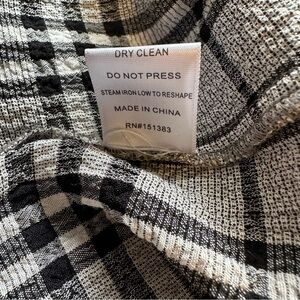 DRY CLEAN
DO NOT PRESS
STEAM IRON LOW TO RESHAPE
MADE IN CHINA
RN#151383